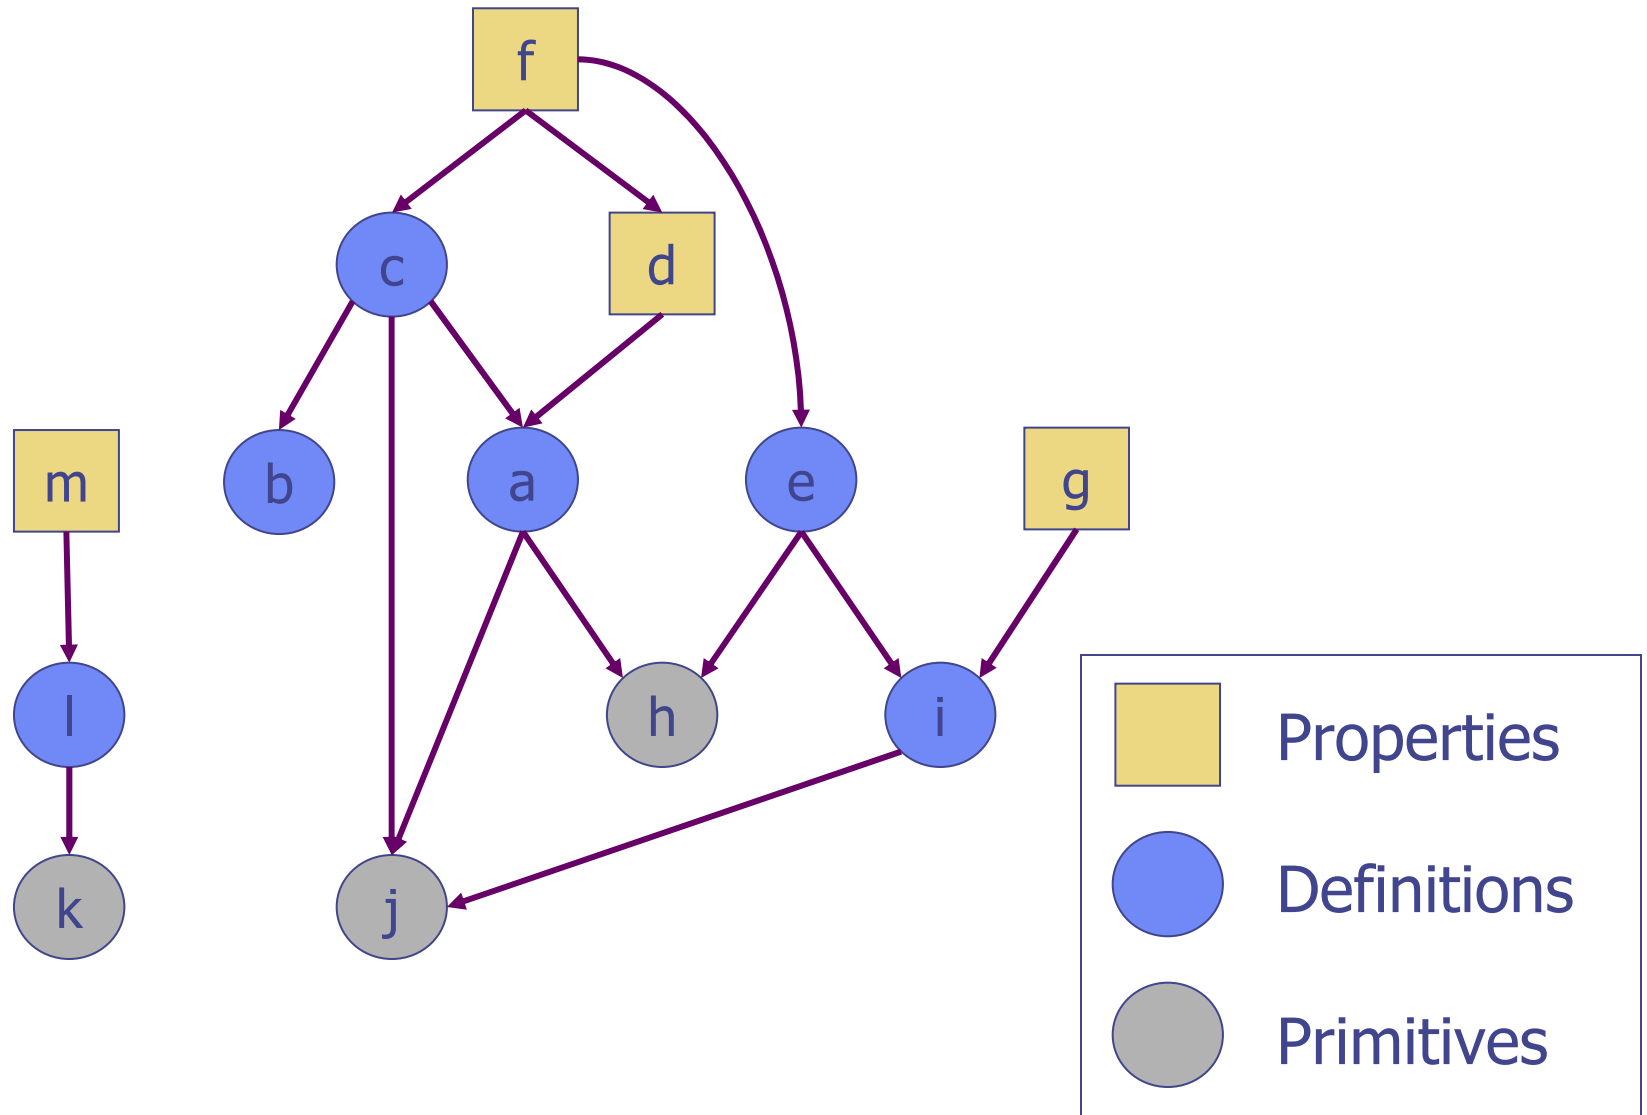 f
c
d
m
b
a
e
g
l
h
i
k
j
Properties
Definitions
Primitives